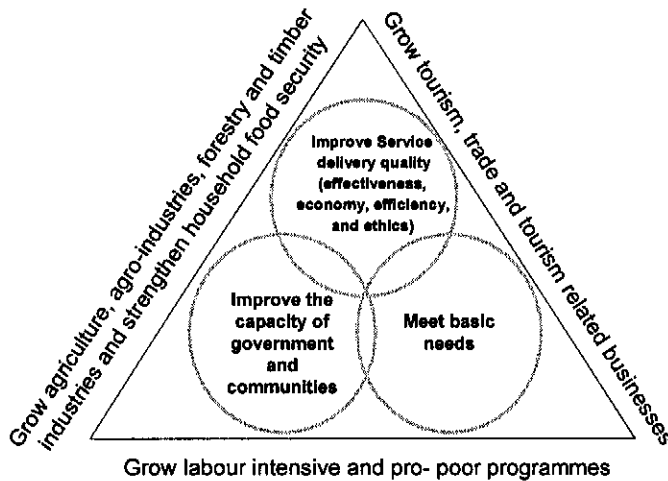 Grow agriculture, agro-industries, forestry and timber
industries and strengthen household food security
Grow tourism, trade and tourism related businesses
Improve Service
delivery quality
(effectiveness,
economy, efficiency,
and ethics)
Improve the
capacity of
government
and
communities
Meet basic
needs
Grow labour intensive and pro- poor programmes